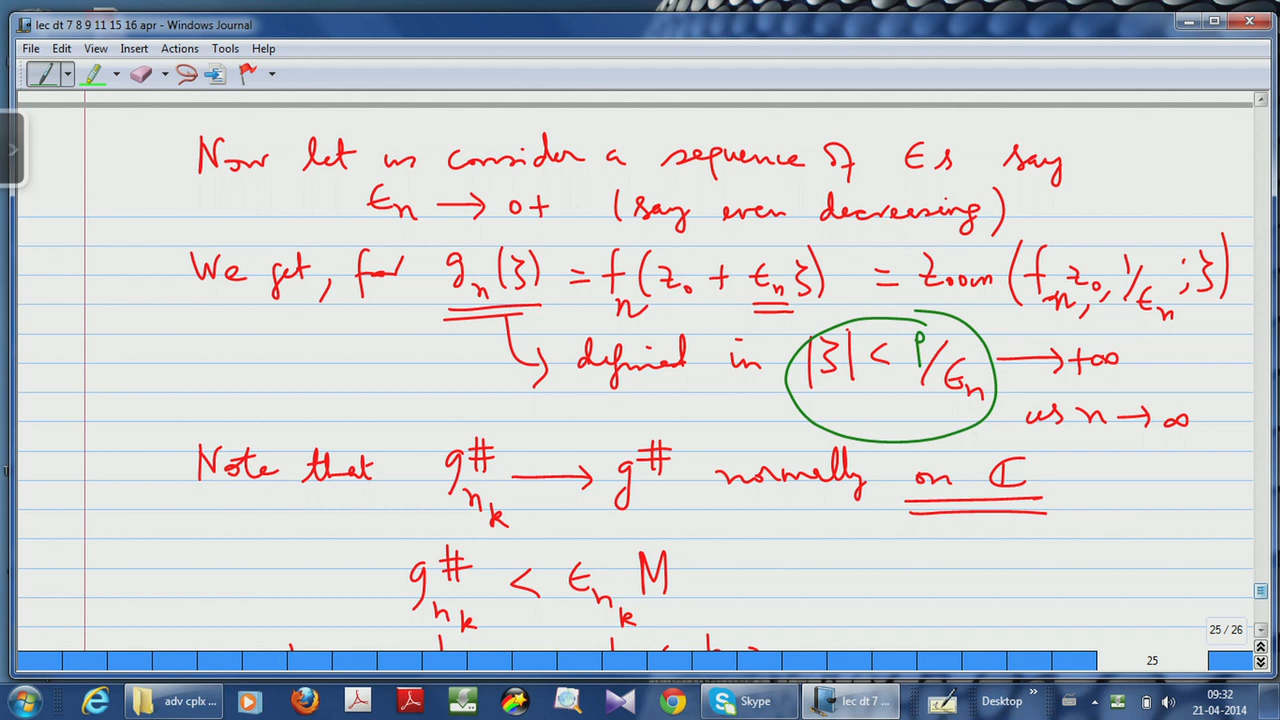 lec dt 7 8 9 11 15 16 apr - Windows Journal
File Edit View Insert Actions Tools Help
Now let us consider a sequence of ϵs say
ϵn → 0+ (say even decreasing)
We get, for gn(ζ) = fn(z0 + ϵnζ) = Zoom(fn, z0, 1/ϵn; ζ)
defined in |ζ| < ρ/ϵn → +∞
as n → ∞
Note that g#nk → g# normally on ℂ
g#nk < ϵnk M
25 / 26
25
adv cplx ... Skype lec dt 7 ... Desktop » 09:32
21-04-2014